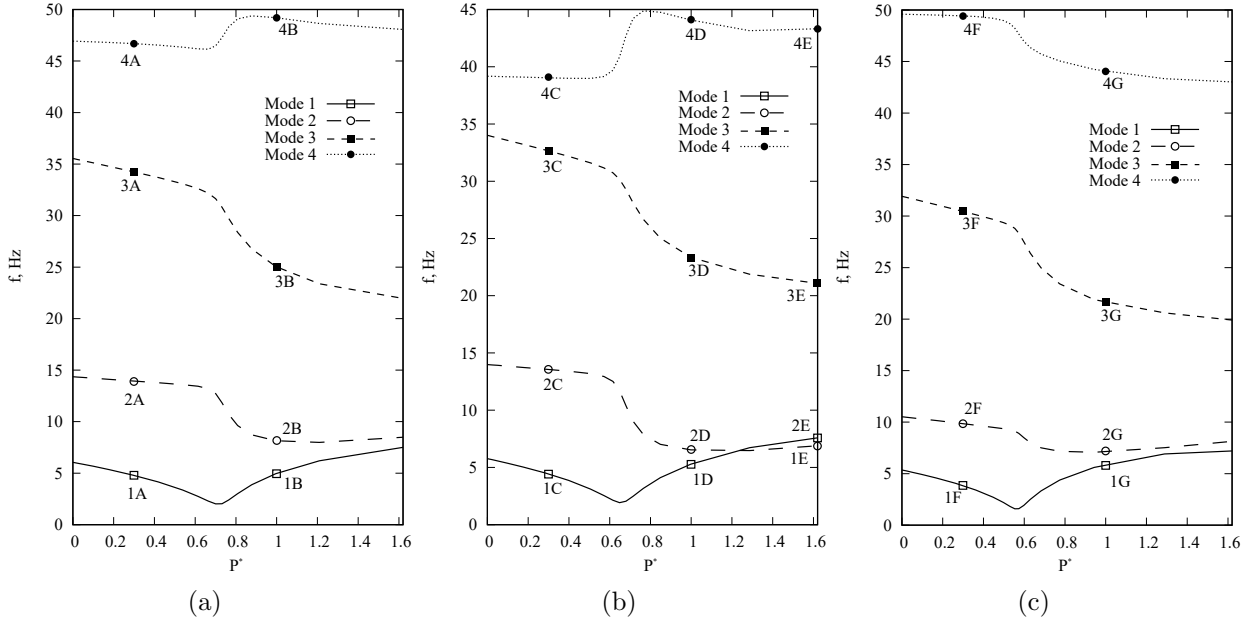 50
45
40
35
30
25
20
15
10
5
0
f, Hz
4A
4B
Mode 1
Mode 2
Mode 3
Mode 4
3A
3B
2A
2B
1A
1B
0 0.2 0.4 0.6 0.8 1 1.2 1.4 1.6
P*
(a)
45
40
35
30
25
20
15
10
5
0
f, Hz
4C
4D
4E
Mode 1
Mode 2
Mode 3
Mode 4
3C
3D
3E
2C
2D
2E
1E
1C
1D
0 0.2 0.4 0.6 0.8 1 1.2 1.4 1.6
P*
(b)
50
45
40
35
30
25
20
15
10
5
0
f, Hz
4F
4G
Mode 1
Mode 2
Mode 3
Mode 4
3F
3G
2F
2G
1F
1G
0 0.2 0.4 0.6 0.8 1 1.2 1.4 1.6
P*
(c)